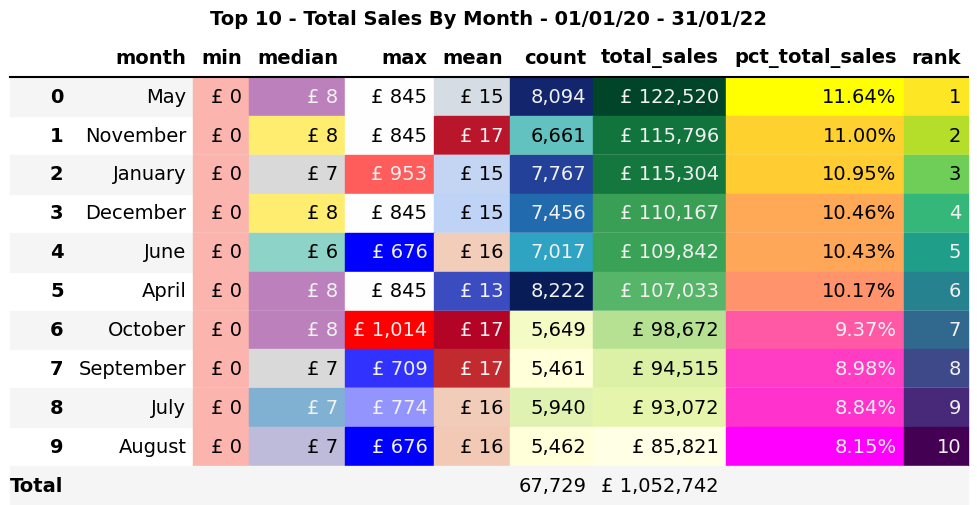 Top 10 - Total Sales By Month - 01/01/20 - 31/01/22
month min median max mean count total_sales pct_total_sales rank
0 May £ 0 £ 8 £ 845 £ 15 8,094 £ 122,520 11.64% 1
1 November £ 0 £ 8 £ 845 £ 17 6,661 £ 115,796 11.00% 2
2 January £ 0 £ 7 £ 953 £ 15 7,767 £ 115,304 10.95% 3
3 December £ 0 £ 8 £ 845 £ 15 7,456 £ 110,167 10.46% 4
4 June £ 0 £ 6 £ 676 £ 16 7,017 £ 109,842 10.43% 5
5 April £ 0 £ 8 £ 845 £ 13 8,222 £ 107,033 10.17% 6
6 October £ 0 £ 8 £ 1,014 £ 17 5,649 £ 98,672 9.37% 7
7 September £ 0 £ 7 £ 709 £ 17 5,461 £ 94,515 8.98% 8
8 July £ 0 £ 7 £ 774 £ 16 5,940 £ 93,072 8.84% 9
9 August £ 0 £ 7 £ 676 £ 16 5,462 £ 85,821 8.15% 10
Total 67,729 £ 1,052,742